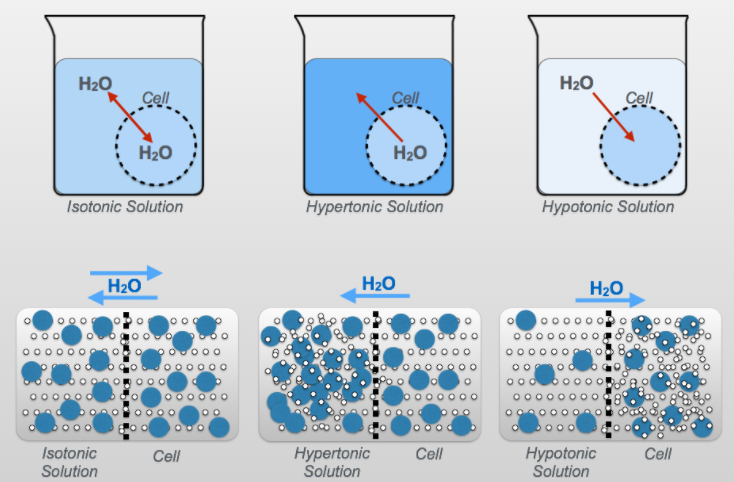 H₂O
Cell
H₂O
Isotonic Solution
Cell
H₂O
Hypertonic Solution
H₂O
Cell
Hypotonic Solution
H₂O
Isotonic
Solution
Cell
H₂O
Hypertonic
Solution
Cell
H₂O
Hypotonic
Solution
Cell